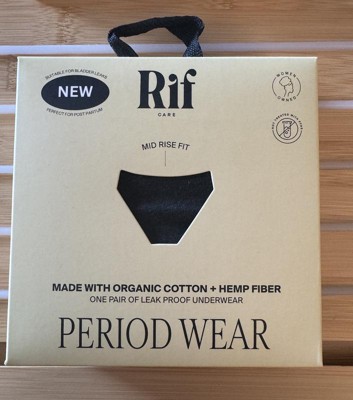 SUITABLE FOR BLADDER LEAKS
NEW
PERFECT FOR POST PARTUM
Rif
CARE
WOMEN
OWNED
MID RISE FIT
MADE WITH ORGANIC COTTON + HEMP FIBER
ONE PAIR OF LEAK PROOF UNDERWEAR
PERIOD WEAR